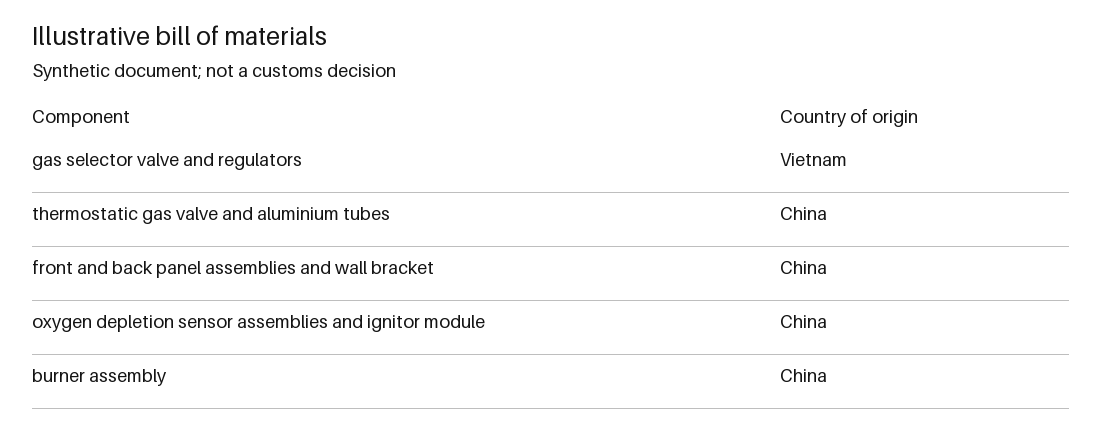 Illustrative bill of materials
Synthetic document; not a customs decision
Component Country of origin
gas selector valve and regulators Vietnam
thermostatic gas valve and aluminium tubes China
front and back panel assemblies and wall bracket China
oxygen depletion sensor assemblies and ignitor module China
burner assembly China